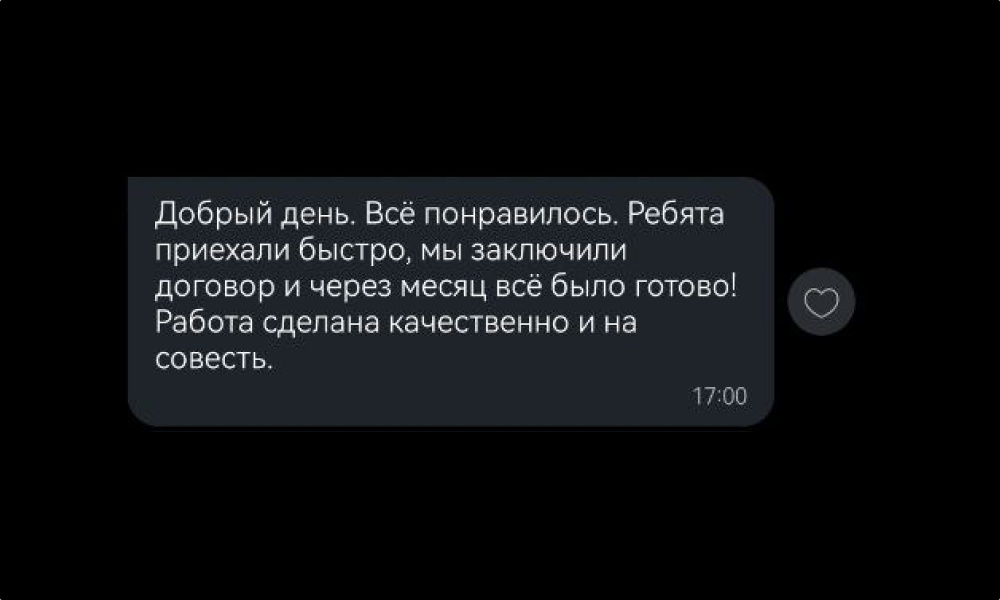 Добрый день. Всё понравилось. Ребята
приехали быстро, мы заключили
договор и через месяц всё было готово!
Работа сделана качественно и на
совесть.
17:00